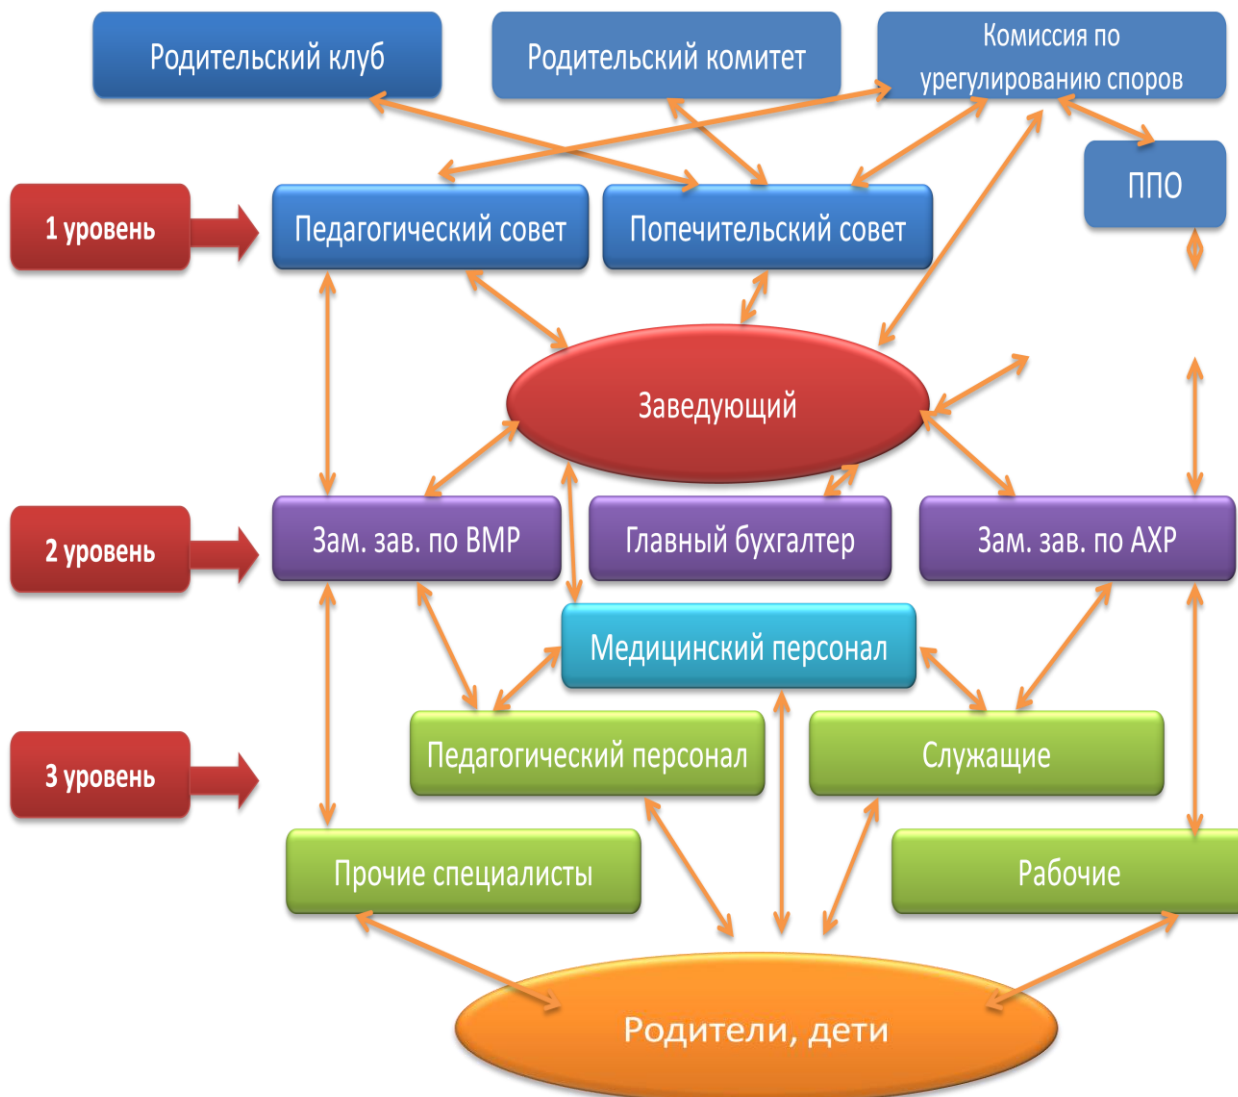 Родительский клуб
Родительский комитет
Комиссия по
урегулированию споров
ППО
1 уровень
Педагогический совет
Попечительский совет
Заведующий
2 уровень
Зам. зав. по ВМР
Главный бухгалтер
Зам. зав. по АХР
Медицинский персонал
3 уровень
Педагогический персонал
Служащие
Прочие специалисты
Рабочие
Родители, дети